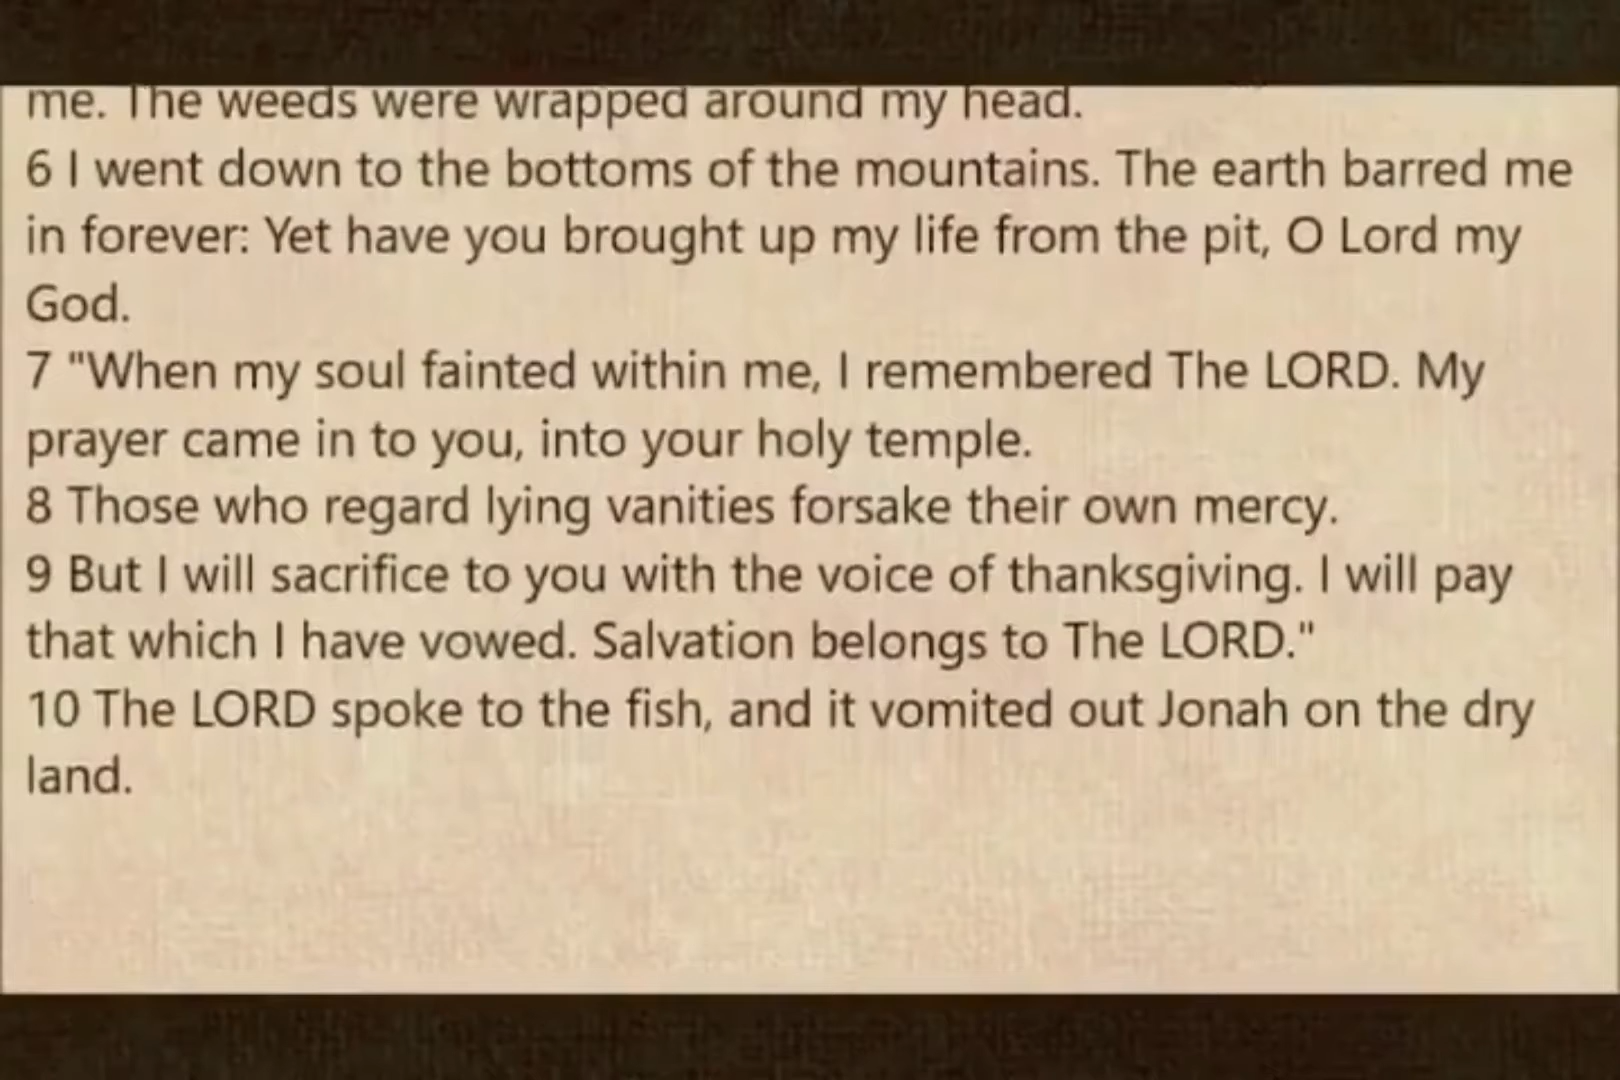 me. The weeds were wrapped around my head.
6 I went down to the bottoms of the mountains. The earth barred me
in forever: Yet have you brought up my life from the pit, O Lord my
God.
7 "When my soul fainted within me, I remembered The LORD. My
prayer came in to you, into your holy temple.
8 Those who regard lying vanities forsake their own mercy.
9 But I will sacrifice to you with the voice of thanksgiving. I will pay
that which I have vowed. Salvation belongs to The LORD."
10 The LORD spoke to the fish, and it vomited out Jonah on the dry
land.